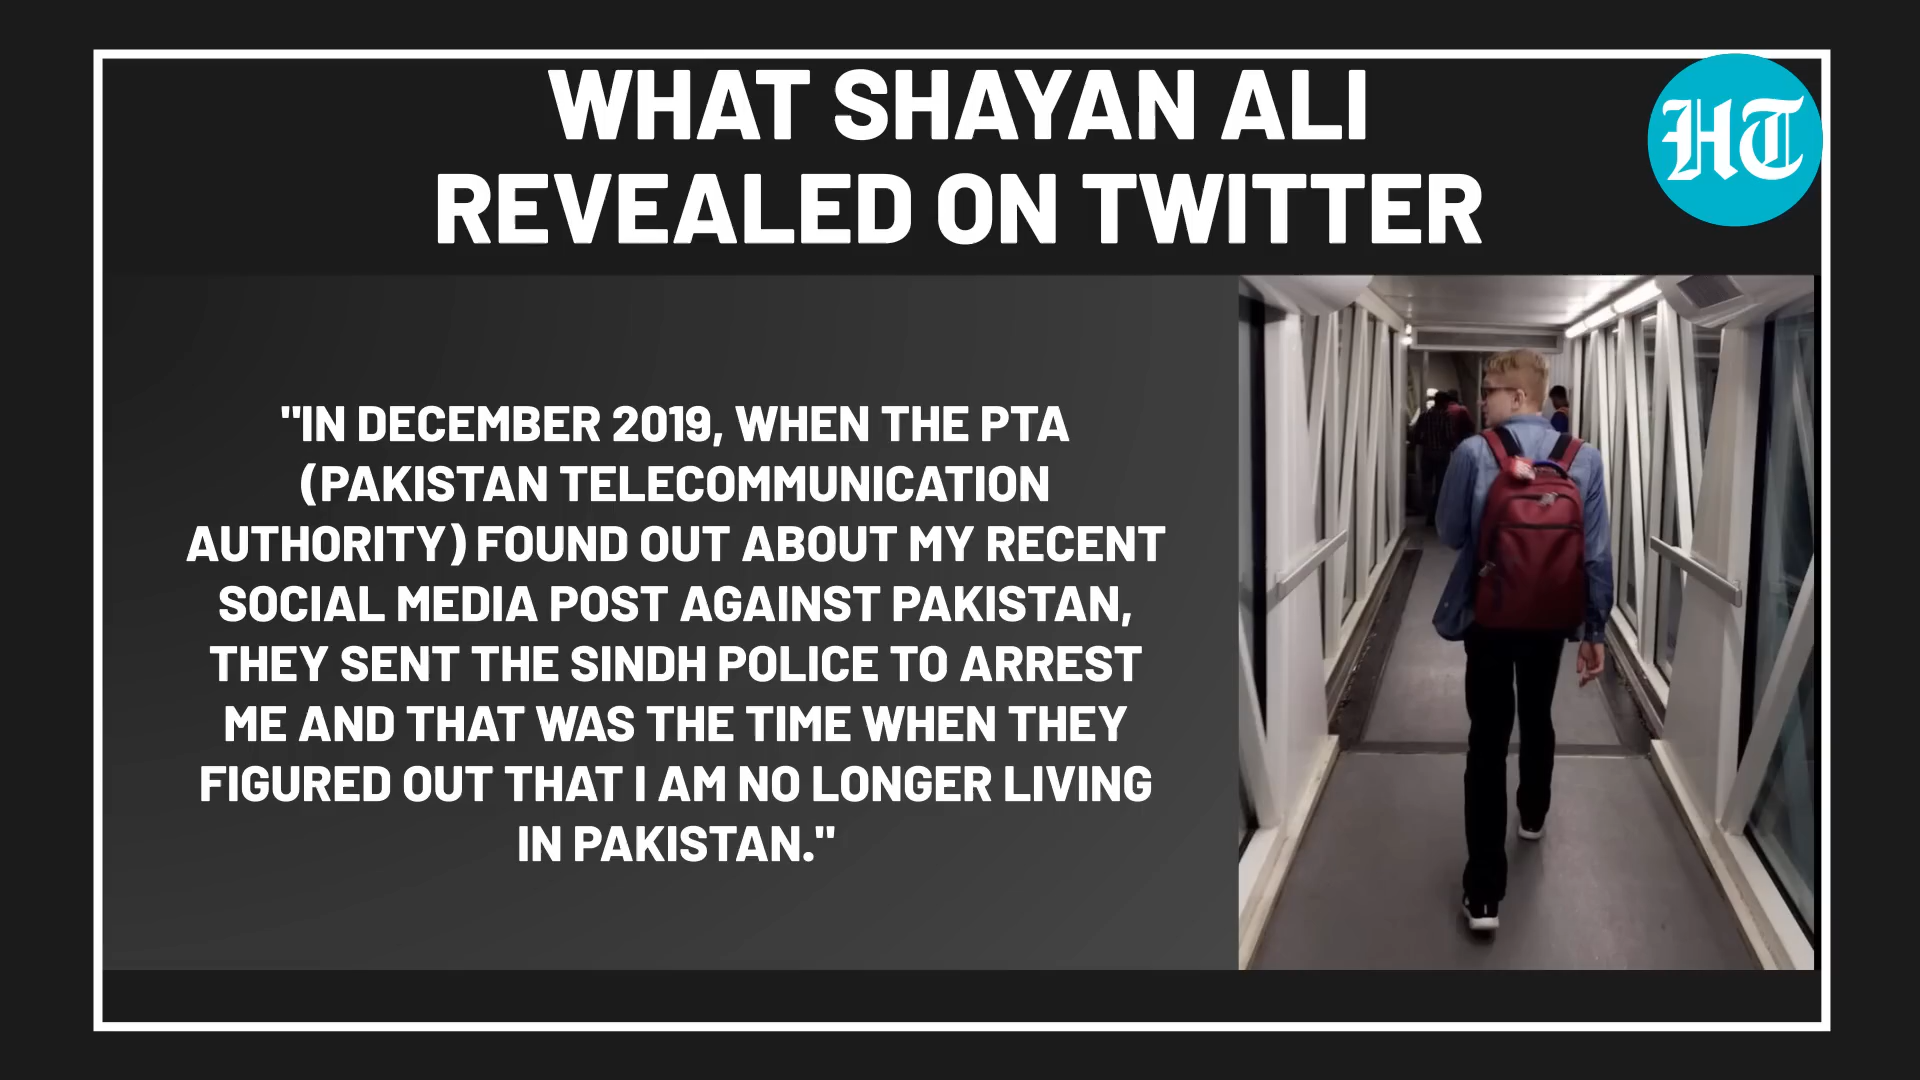 WHAT SHAYAN ALI
REVEALED ON TWITTER
HT
"IN DECEMBER 2019, WHEN THE PTA
(PAKISTAN TELECOMMUNICATION
AUTHORITY) FOUND OUT ABOUT MY RECENT
SOCIAL MEDIA POST AGAINST PAKISTAN,
THEY SENT THE SINDH POLICE TO ARREST
ME AND THAT WAS THE TIME WHEN THEY
FIGURED OUT THAT I AM NO LONGER LIVING
IN PAKISTAN."